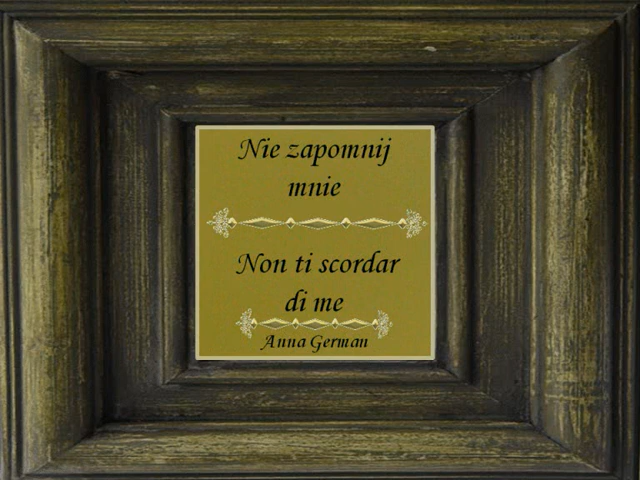 Nie zapomnij
mnie
Non ti scordar
di me
Anna German